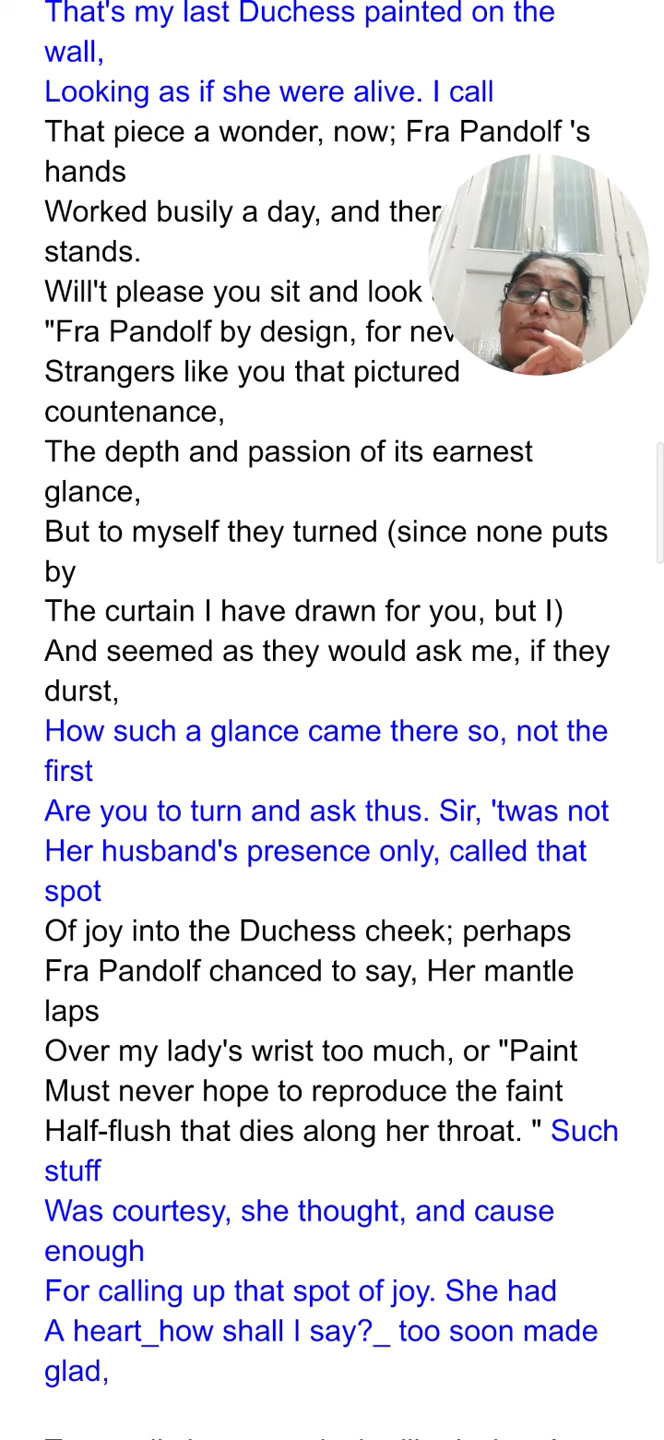 That's my last Duchess painted on the
wall,
Looking as if she were alive. I call
That piece a wonder, now; Fra Pandolf 's
hands
Worked busily a day, and
stands.
Will't please you sit and look
"Fra Pandolf by design, for
Strangers like you that pictured
countenance,
The depth and passion of its earnest
glance,
But to myself they turned (since none puts
by
The curtain I have drawn for you, but I)
And seemed as they would ask me, if they
durst,
How such a glance came there so, not the
first
Are you to turn and ask thus. Sir, 'twas not
Her husband's presence only, called that
spot
Of joy into the Duchess cheek; perhaps
Fra Pandolf chanced to say, Her mantle
laps
Over my lady's wrist too much, or "Paint
Must never hope to reproduce the faint
Half-flush that dies along her throat. " Such
stuff
Was courtesy, she thought, and cause
enough
For calling up that spot of joy. She had
A heart_how shall I say?_ too soon made
glad,